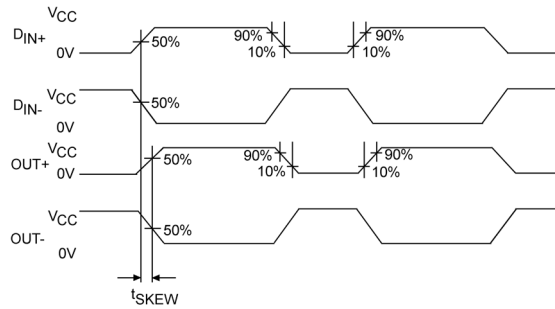 VCC
DIN+
0V
50%
90%
10%
90%
10%
DIN-
VCC
0V
50%
OUT+
VCC
0V
50%
90%
10%
90%
10%
OUT-
VCC
0V
50%
tSKEW